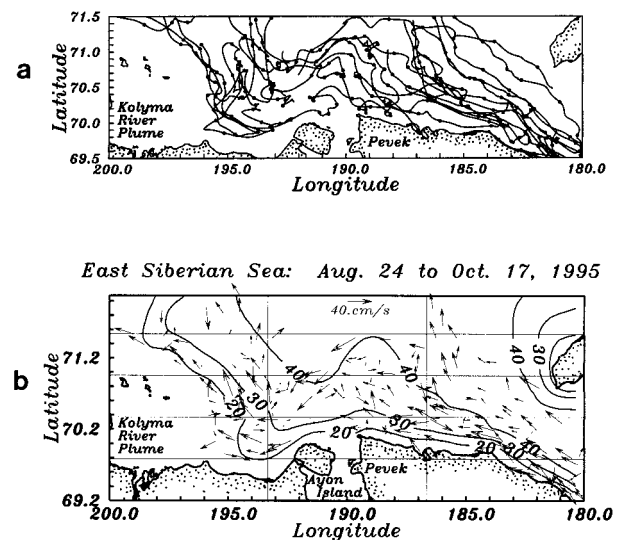 a
71.5
71.0
70.5
70.0
69.5
Latitude
Kolyma
River
Plume
Pevek
200.0 195.0 190.0 185.0 180.0
Longitude
East Siberian Sea: Aug. 24 to Oct. 17, 1995
b
71.2
70.2
69.2
Latitude
40.cm/s
40 30
40 40
20 30
20 30
20 30 40
Kolyma
River
Plume
Ayon
Island
Pevek
200.0 195.0 190.0 185.0 180.0
Longitude